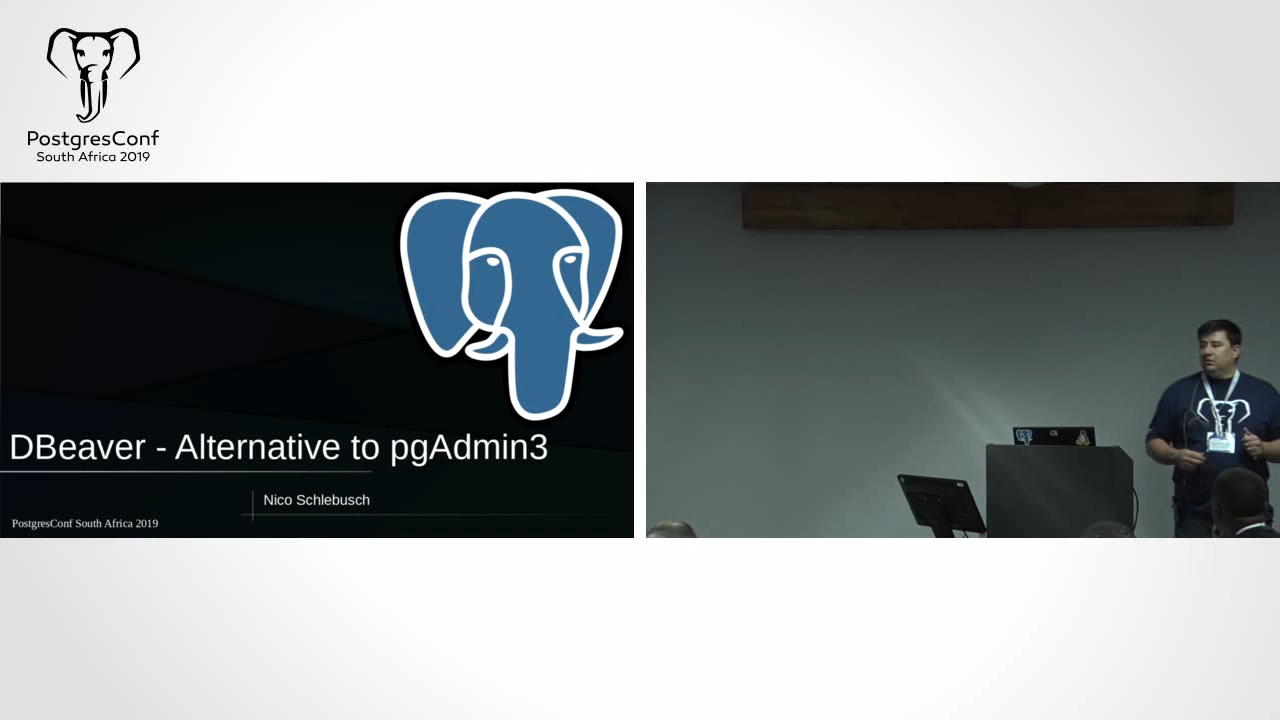 PostgresConf
South Africa 2019
DBeaver - Alternative to pgAdmin3
Nico Schlebusch
PostgresConf South Africa 2019